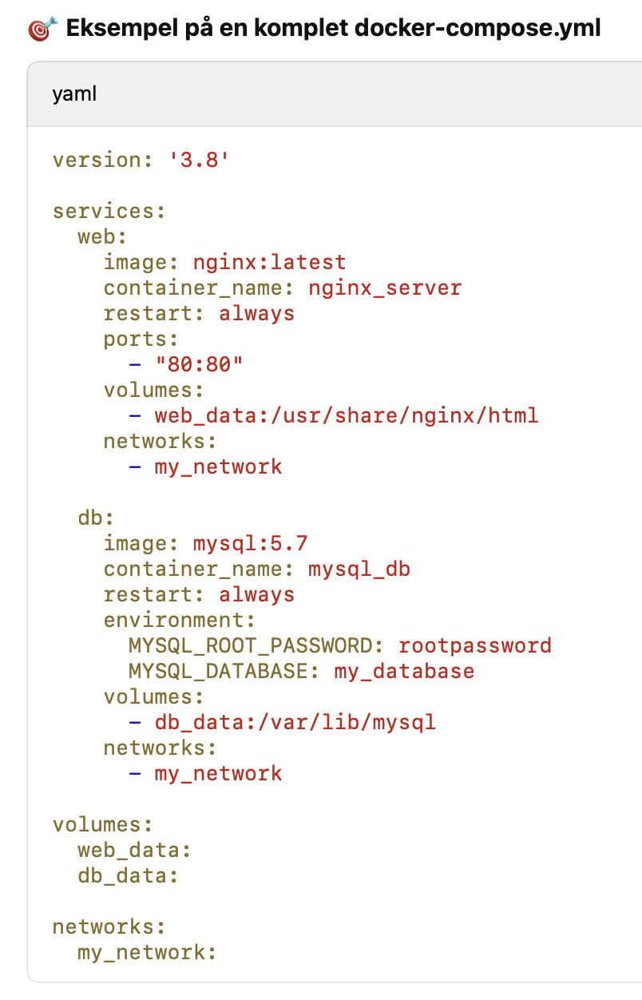 🎯 Eksempel på en komplet docker-compose.yml
yaml
version: '3.8'

services:
  web:
    image: nginx:latest
    container_name: nginx_server
    restart: always
    ports:
      - "80:80"
    volumes:
      - web_data:/usr/share/nginx/html
    networks:
      - my_network

  db:
    image: mysql:5.7
    container_name: mysql_db
    restart: always
    environment:
      MYSQL_ROOT_PASSWORD: rootpassword
      MYSQL_DATABASE: my_database
    volumes:
      - db_data:/var/lib/mysql
    networks:
      - my_network

volumes:
  web_data:
  db_data:

networks:
  my_network: